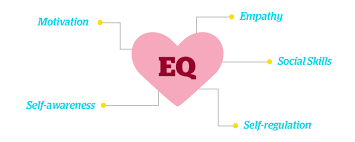 Motivation
Empathy
EQ
Social Skills
Self-awareness
Self-regulation